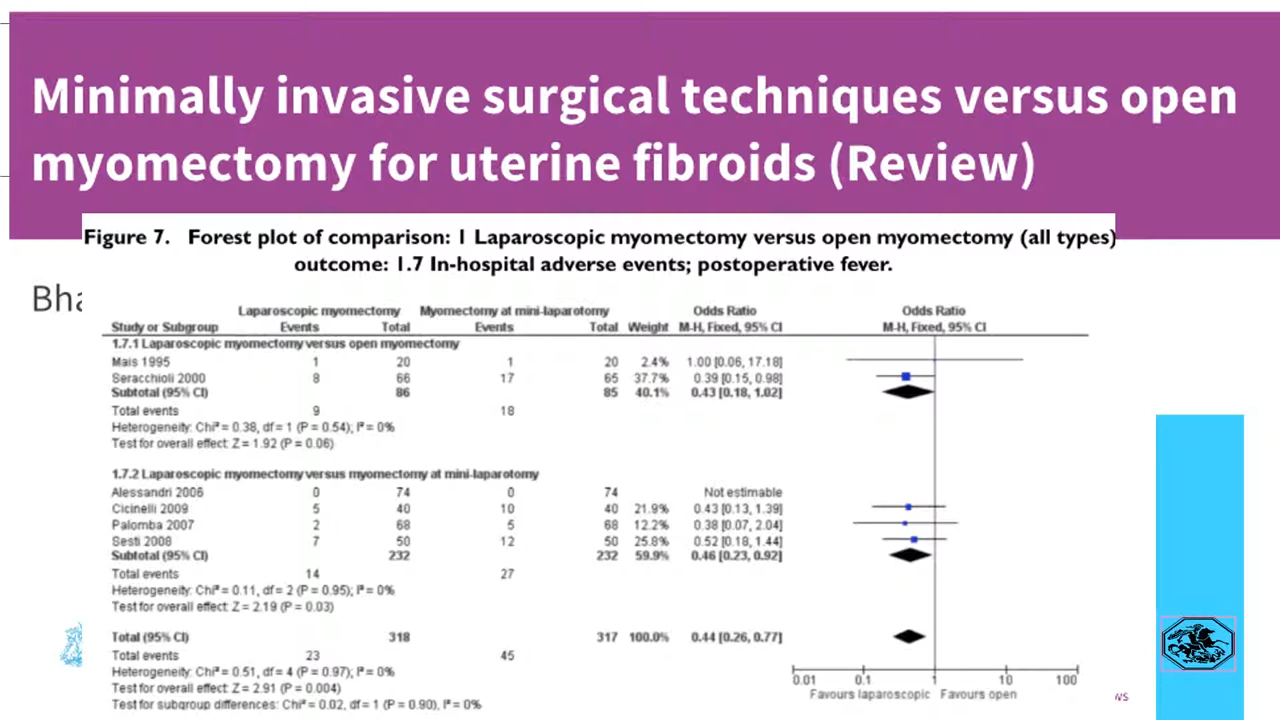 Minimally invasive surgical techniques versus open
myomectomy for uterine fibroids (Review)
Figure 7. Forest plot of comparison: 1 Laparoscopic myomectomy versus open myomectomy (all types)
outcome: 1.7 In-hospital adverse events; postoperative fever.
Bha
Laparoscopic myomectomy Myomectomy at mini-laparotomy Odds Ratio Odds Ratio
Study or Subgroup Events Total Events Total Weight M-H, Fixed, 95% CI M-H, Fixed, 95% CI
1.7.1 Laparoscopic myomectomy versus open myomectomy
Mais 1995 1 20 1 20 2.4% 1.00 [0.06, 17.18]
Seracchioli 2000 8 66 17 65 37.7% 0.39 [0.15, 0.98]
Subtotal (95% CI) 86 85 40.1% 0.43 [0.18, 1.02]
Total events 9 18
Heterogeneity: Chi² = 0.38, df = 1 (P = 0.54); I² = 0%
Test for overall effect: Z = 1.92 (P = 0.06)
1.7.2 Laparoscopic myomectomy versus myomectomy at mini-laparotomy
Alessandri 2006 0 74 0 74 Not estimable
Cicinelli 2009 5 40 10 40 21.9% 0.43 [0.13, 1.39]
Palomba 2007 2 68 5 68 12.2% 0.38 [0.07, 2.04]
Sesti 2008 7 50 12 50 25.8% 0.52 [0.18, 1.44]
Subtotal (95% CI) 232 232 59.9% 0.46 [0.23, 0.92]
Total events 14 27
Heterogeneity: Chi² = 0.11, df = 2 (P = 0.95); I² = 0%
Test for overall effect: Z = 2.19 (P = 0.03)
Total (95% CI) 318 317 100.0% 0.44 [0.26, 0.77]
Total events 23 45
Heterogeneity: Chi² = 0.51, df = 4 (P = 0.97); I² = 0%
Test for overall effect: Z = 2.91 (P = 0.004)
Test for subgroup differences: Chi² = 0.02, df = 1 (P = 0.90), I² = 0%
0.01 0.1 1 10 100
Favours laparoscopic Favours open